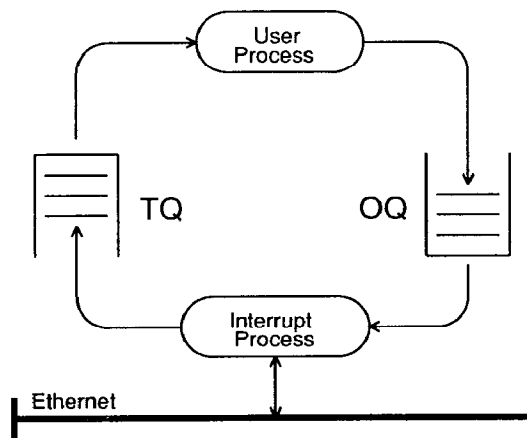 User
Process
TQ
OQ
Interrupt
Process
Ethernet